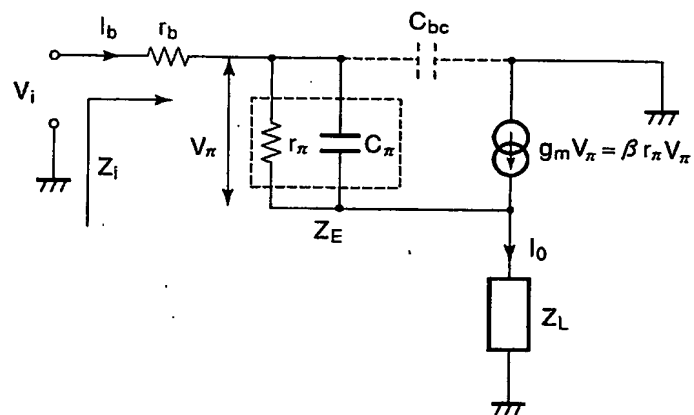 I_b
r_b
C_bc
V_i
Z_i
V_π
r_π
C_π
g_m V_π = β r_π V_π
Z_E
I_0
Z_L